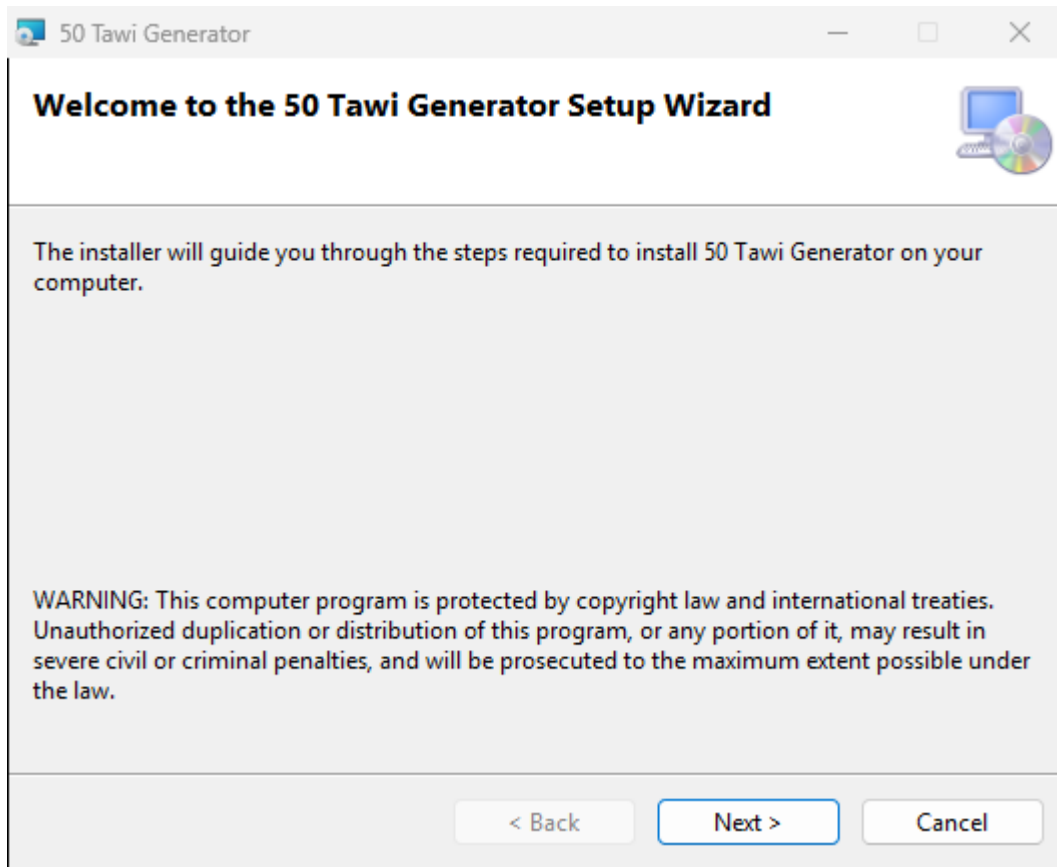 50 Tawi Generator
Welcome to the 50 Tawi Generator Setup Wizard
The installer will guide you through the steps required to install 50 Tawi Generator on your
computer.
WARNING: This computer program is protected by copyright law and international treaties.
Unauthorized duplication or distribution of this program, or any portion of it, may result in
severe civil or criminal penalties, and will be prosecuted to the maximum extent possible under
the law.
< Back
Next >
Cancel